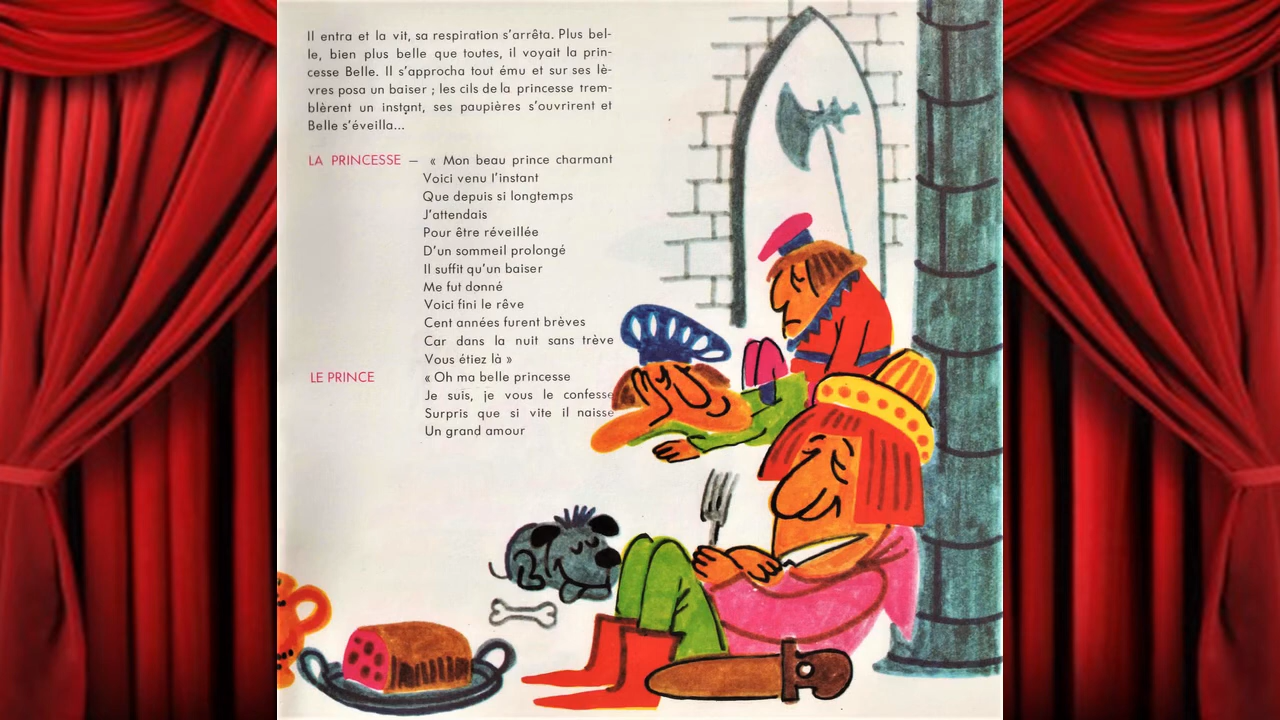 Il entra et la vit, sa respiration s'arrêta. Plus bel-
le, bien plus belle que toutes, il voyait la prin-
cesse Belle. Il s'approcha tout ému et sur ses lè-
vres posa un baiser ; les cils de la princesse trem-
blèrent un instant, ses paupières s'ouvrirent et
Belle s'éveilla...
LA PRINCESSE — « Mon beau prince charmant
Voici venu l'instant
Que depuis si longtemps
J'attendais
Pour être réveillée
D'un sommeil prolongé
Il suffit qu'un baiser
Me fut donné
Voici fini le rêve
Cent années furent brèves
Car dans la nuit sans trève
Vous étiez là »
LE PRINCE « Oh ma belle princesse
Je suis, je vous le confesse
Surpris que si vite il naisse
Un grand amour